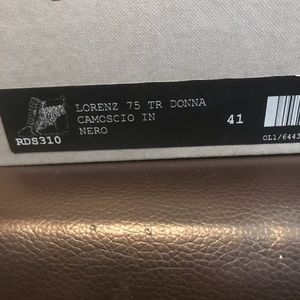 LORENZ 75 TR DONNA
CAMOSCIO IN
NERO
41
RDS310
OL1/6443